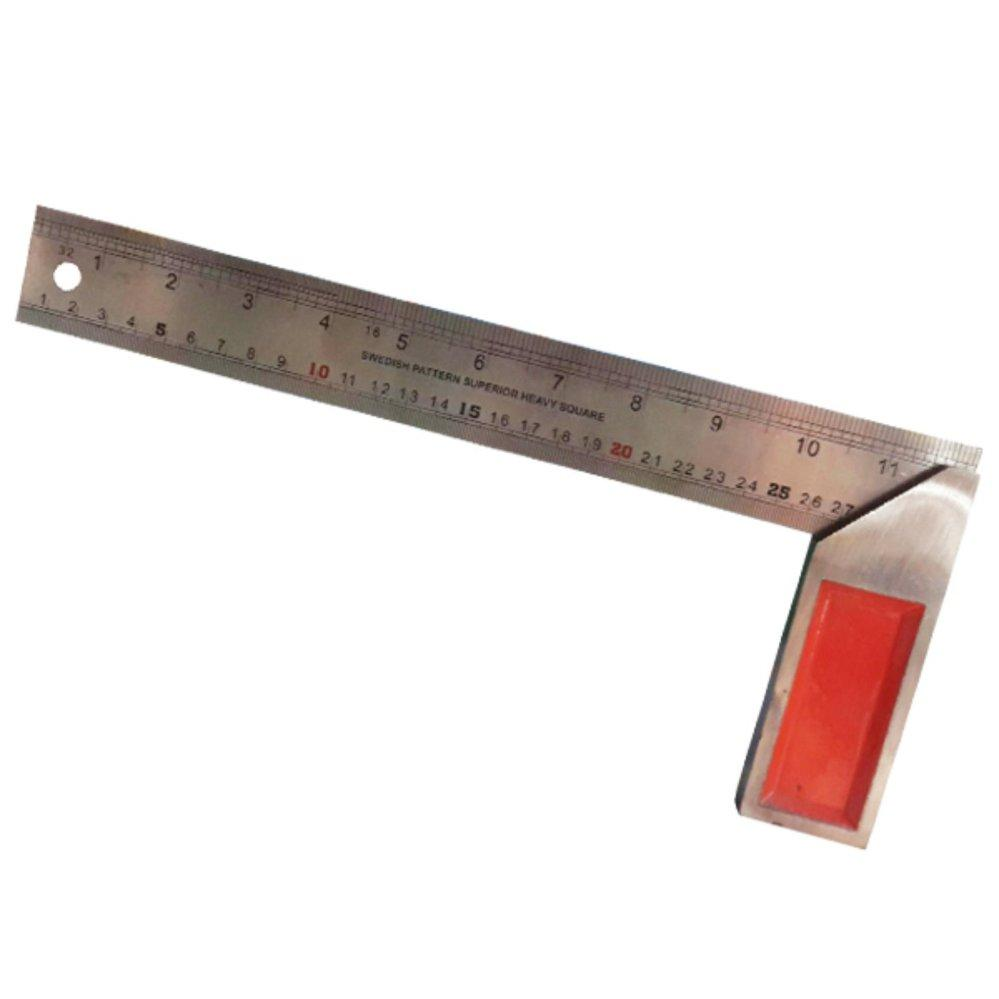 32 1 2 3 4 16 5 6 7 8 9 10 11
SWEDISH PATTERN SUPERIOR HEAVY SQUARE
1 2 3 4 5 6 7 8 9 10 11 12 13 14 15 16 17 18 19 20 21 22 23 24 25 26 27